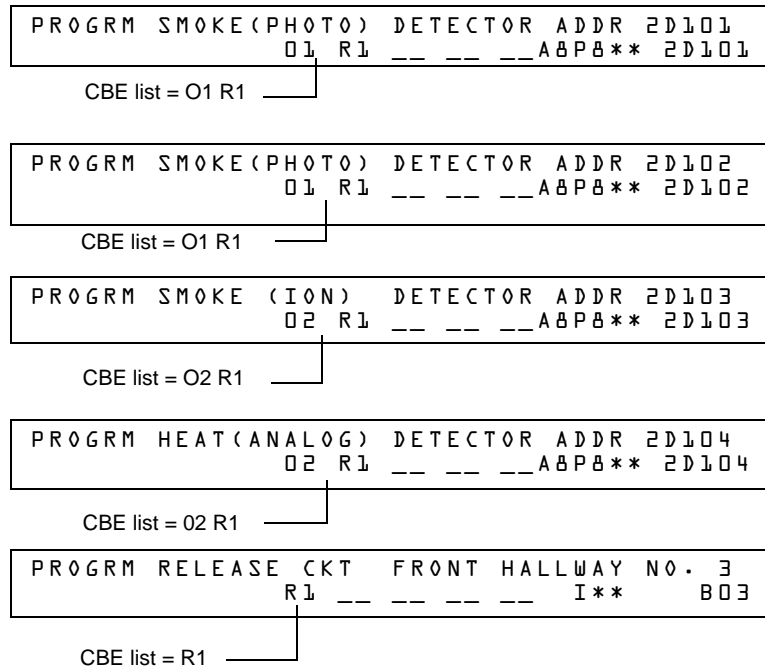 PROGRM SMOKE(PHOTO) DETECTOR ADDR 2D101
01 R1 __ __ __A8P8** 2D101
CBE list = O1 R1
PROGRM SMOKE(PHOTO) DETECTOR ADDR 2D102
01 R1 __ __ __A8P8** 2D102
CBE list = O1 R1
PROGRM SMOKE (ION) DETECTOR ADDR 2D103
02 R1 __ __ __A8P8** 2D103
CBE list = O2 R1
PROGRM HEAT(ANALOG) DETECTOR ADDR 2D104
02 R1 __ __ __A8P8** 2D104
CBE list = 02 R1
PROGRM RELEASE CKT FRONT HALLWAY NO. 3
R1 __ __ __ __ I** B03
CBE list = R1